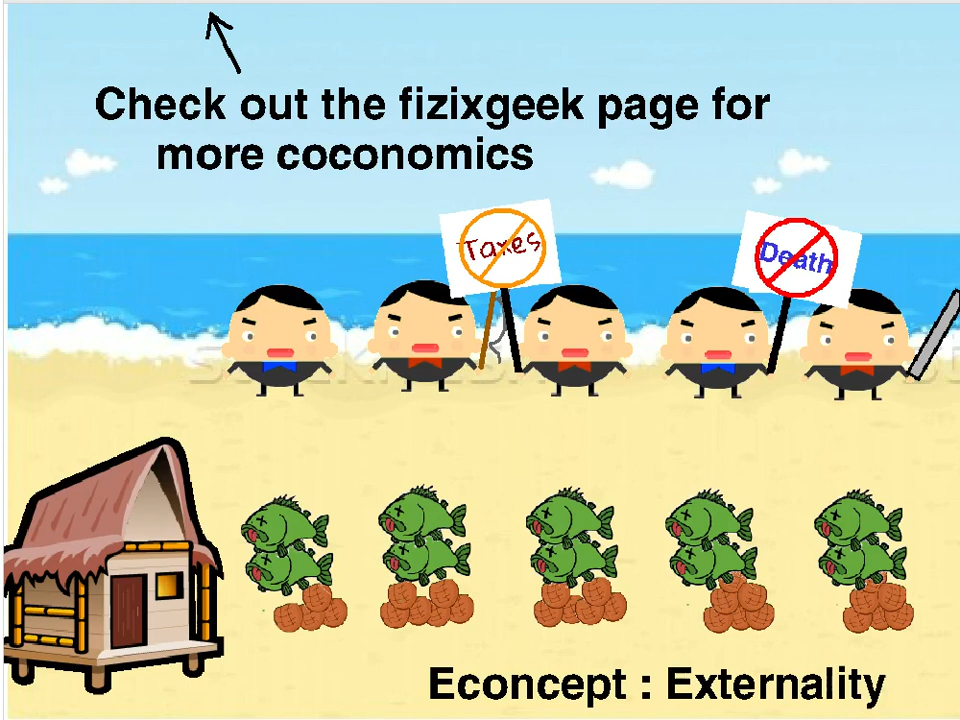 Check out the fizixgeek page for
more coconomics
Taxes
Death
Econcept : Externality